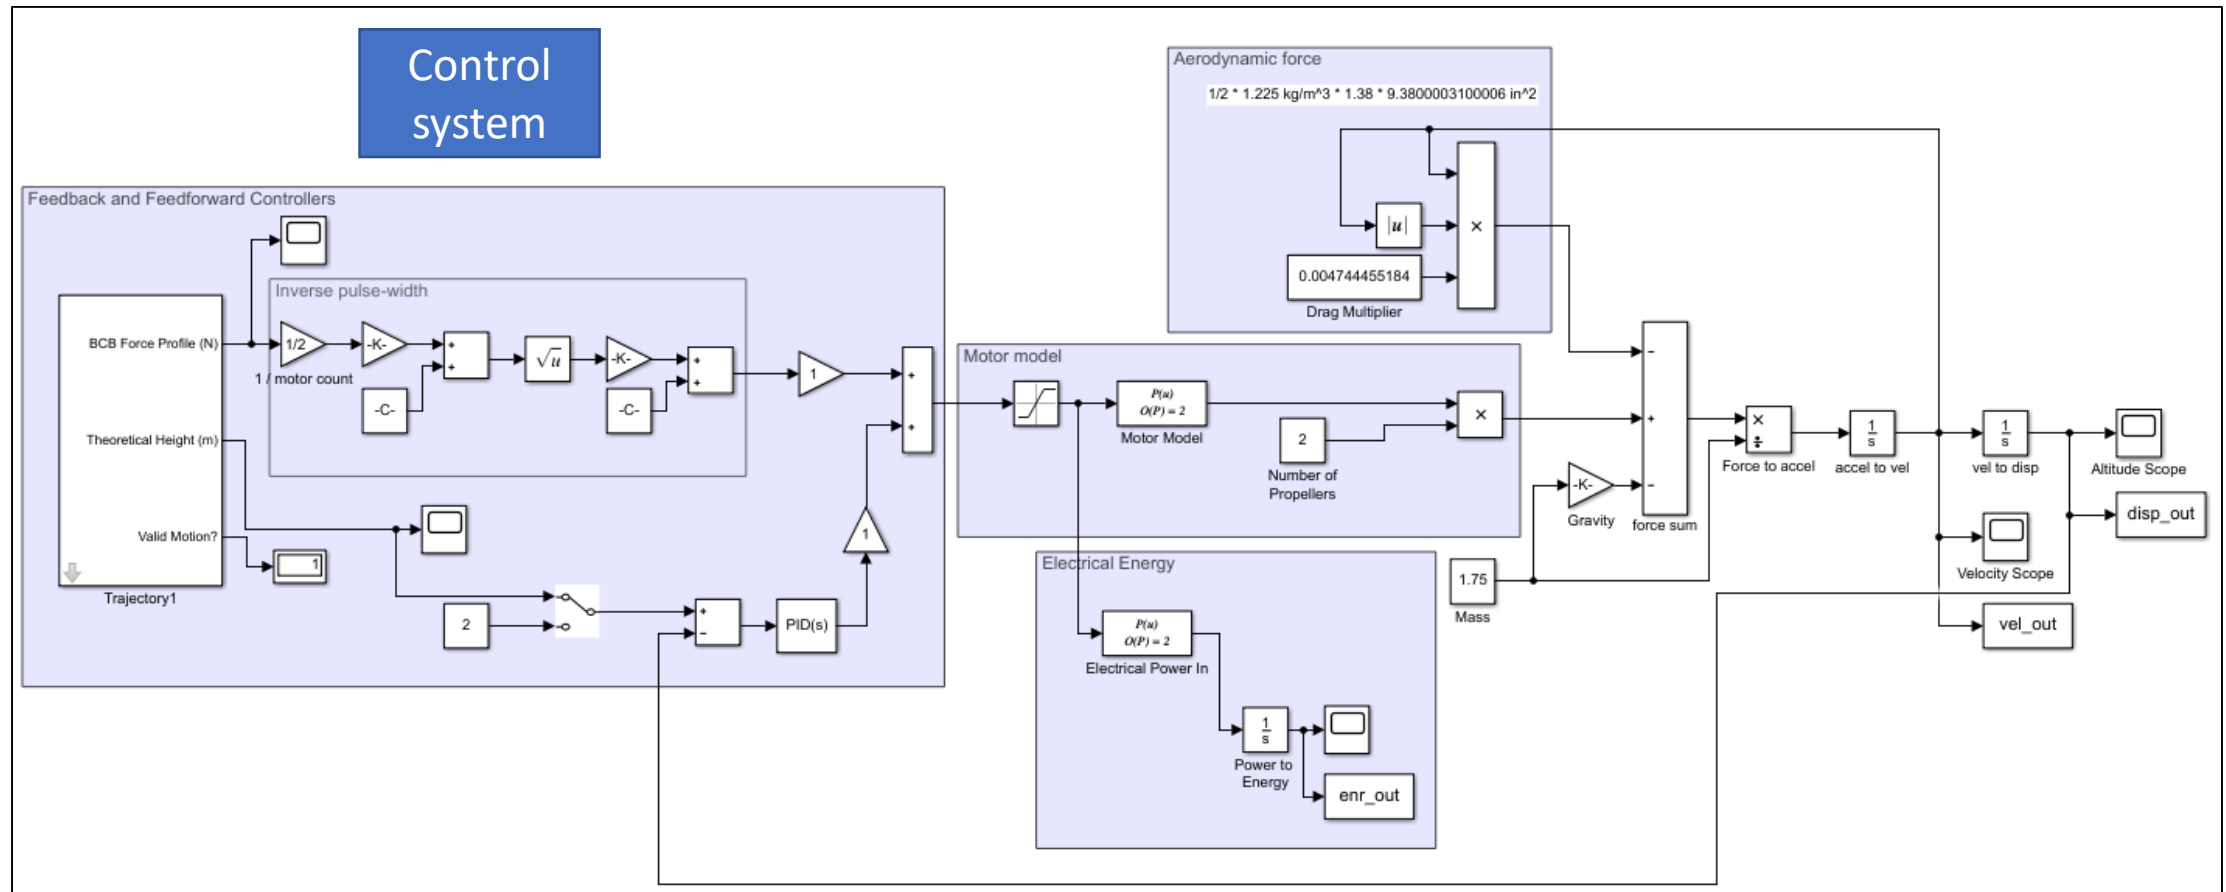 Control
system
Aerodynamic force
1/2 * 1.225 kg/m^3 * 1.38 * 9.3800003100006 in^2
|u|
×
0.004744455184
Drag Multiplier
Feedback and Feedforward Controllers
Inverse pulse-width
BCB Force Profile (N)
1/2
1 / motor count
-K-
-C-
+
+
√u
-K-
-C-
+
+
1
+
+
Theoretical Height (m)
Valid Motion?
1
Trajectory1
2
+
−
PID(s)
1
Motor model
P(u)
O(P) = 2
Motor Model
2
Number of
Propellers
×
Electrical Energy
P(u)
O(P) = 2
Electrical Power In
1
s
Power to
Energy
enr_out
1.75
Mass
-K-
Gravity
−
+
−
force sum
×
÷
Force to accel
1
s
accel to vel
1
s
vel to disp
Altitude Scope
disp_out
Velocity Scope
vel_out